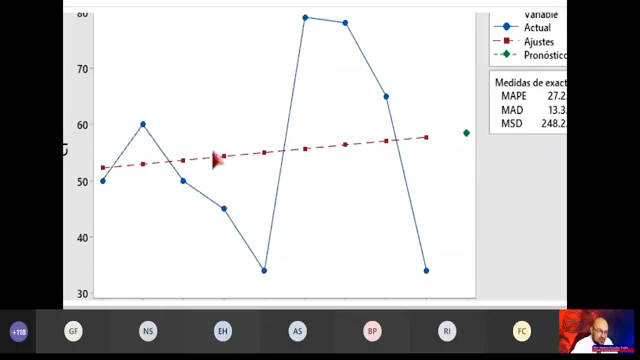 Variable
Actual
Ajustes
Pronóstico
Medidas de exact
MAPE 27.2
MAD 13.3
MSD 248.2
80
70
60
50
40
30
+118
GF
NS
EH
AS
BP
RI
FC